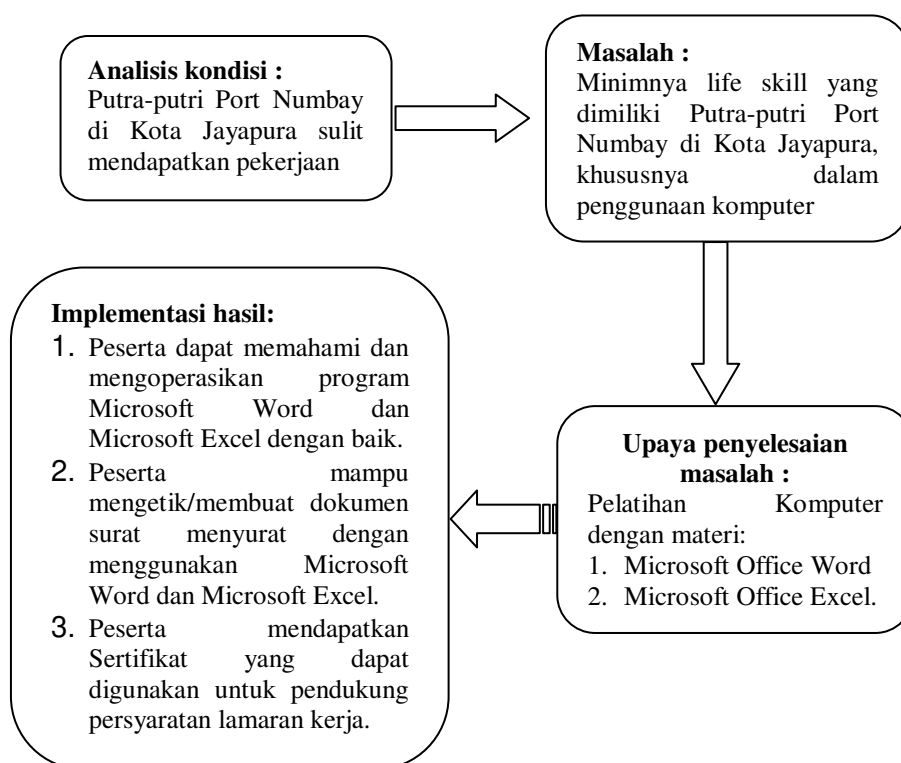 Analisis kondisi :
Putra-putri Port Numbay
di Kota Jayapura sulit
mendapatkan pekerjaan
Masalah :
Minimnya life skill yang
dimiliki Putra-putri Port
Numbay di Kota Jayapura,
khususnya dalam
penggunaan komputer
Upaya penyelesaian
masalah :
Pelatihan Komputer
dengan materi:
1. Microsoft Office Word
2. Microsoft Office Excel.
Implementasi hasil:
1. Peserta dapat memahami dan
mengoperasikan program
Microsoft Word dan
Microsoft Excel dengan baik.
2. Peserta mampu
mengetik/membuat dokumen
surat menyurat dengan
menggunakan Microsoft
Word dan Microsoft Excel.
3. Peserta mendapatkan
Sertifikat yang dapat
digunakan untuk pendukung
persyaratan lamaran kerja.